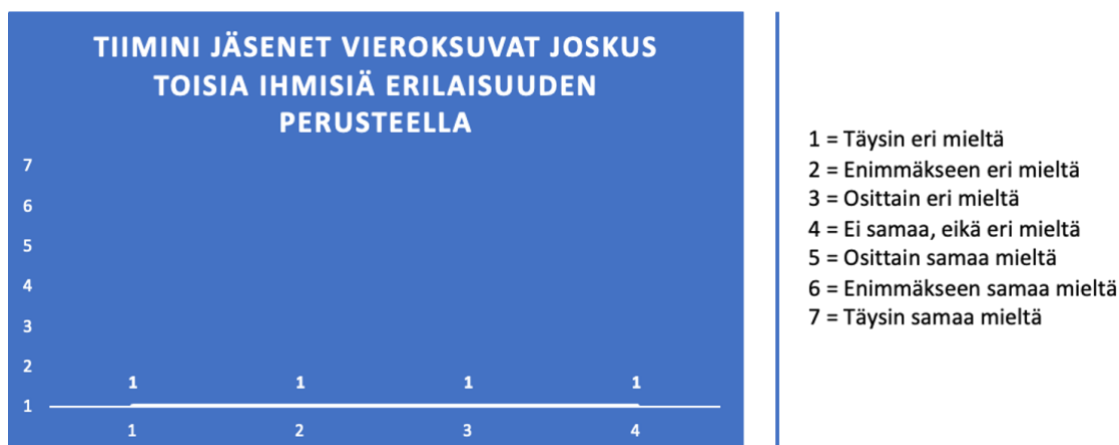 TIIMINI JÄSENET VIEROKSUVAT JOSKUS
TOISIA IHMISIÄ ERILAISUUDEN
PERUSTEELLA
7
6
5
4
3
2
1
1 1 1 1
1 2 3 4
1 = Täysin eri mieltä
2 = Enimmäkseen eri mieltä
3 = Osittain eri mieltä
4 = Ei samaa, eikä eri mieltä
5 = Osittain samaa mieltä
6 = Enimmäkseen samaa mieltä
7 = Täysin samaa mieltä